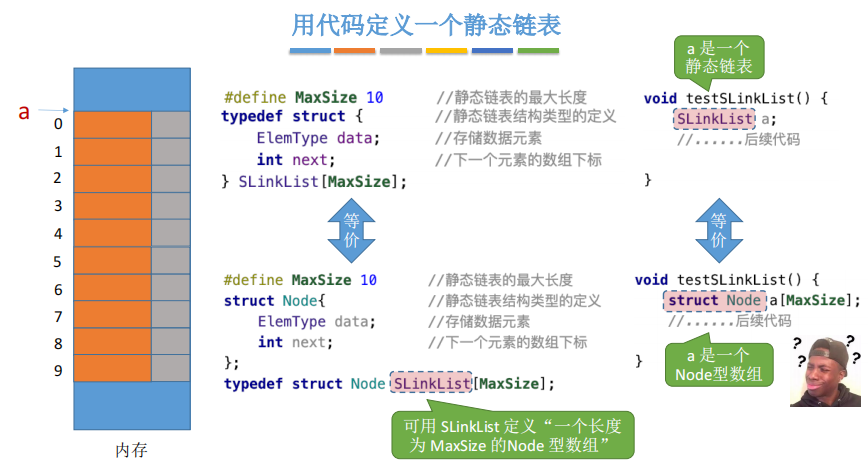 用代码定义一个静态链表
a
0
1
2
3
4
5
6
7
8
9
内存
#define MaxSize 10 //静态链表的最大长度
typedef struct { //静态链表结构类型的定义
ElemType data; //存储数据元素
int next; //下一个元素的数组下标
} SLinkList[MaxSize];
a 是一个
静态链表
void testSLinkList() {
SLinkList a;
//......后续代码
}
等
价
等
价
#define MaxSize 10 //静态链表的最大长度
struct Node{ //静态链表结构类型的定义
ElemType data; //存储数据元素
int next; //下一个元素的数组下标
};
typedef struct Node SLinkList[MaxSize];
可用 SLinkList 定义“一个长度
为 MaxSize 的Node 型数组”
void testSLinkList() {
struct Node a[MaxSize];
//......后续代码
}
a 是一个
Node型数组
? ? ? ?